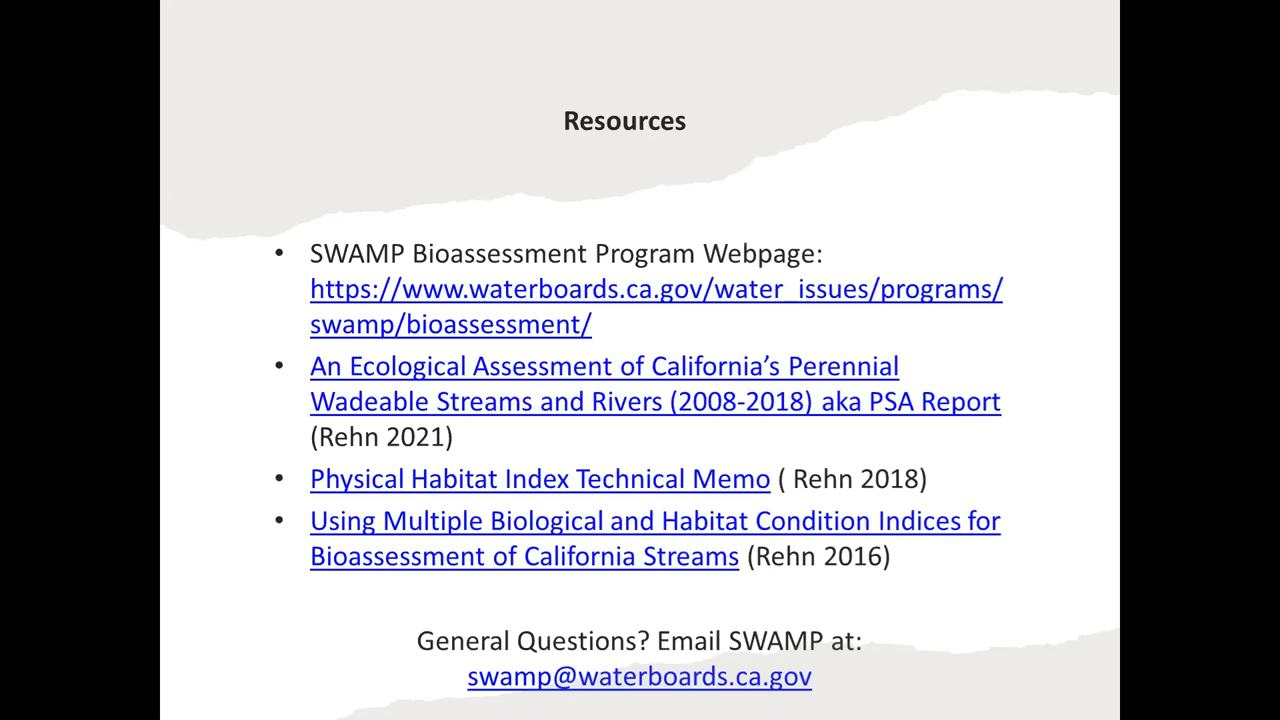 Resources
• SWAMP Bioassessment Program Webpage:
https://www.waterboards.ca.gov/water_issues/programs/
swamp/bioassessment/
• An Ecological Assessment of California’s Perennial
Wadeable Streams and Rivers (2008-2018) aka PSA Report
(Rehn 2021)
• Physical Habitat Index Technical Memo ( Rehn 2018)
• Using Multiple Biological and Habitat Condition Indices for
Bioassessment of California Streams (Rehn 2016)
General Questions? Email SWAMP at:
swamp@waterboards.ca.gov